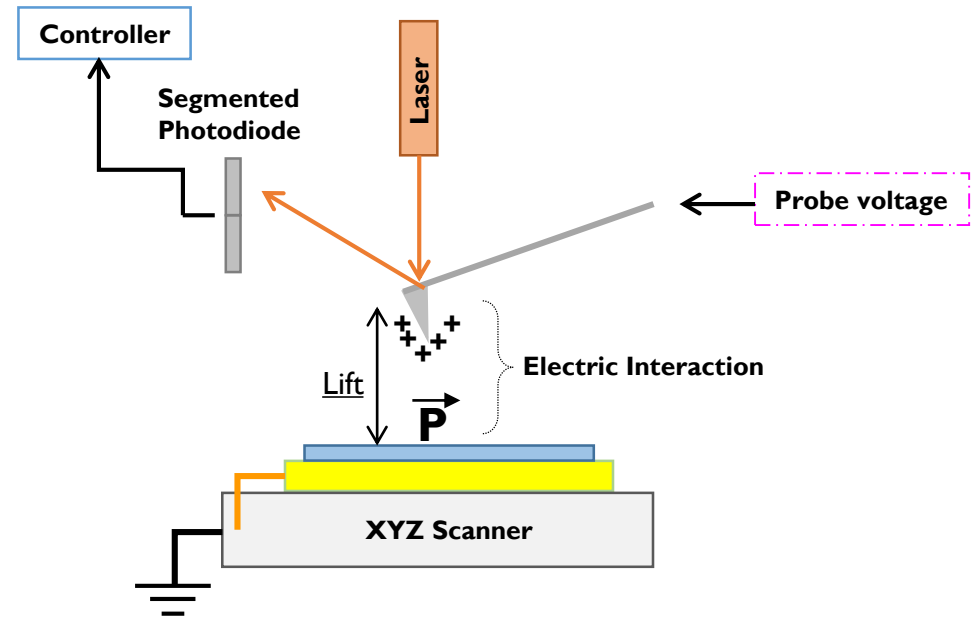 Controller
Laser
Segmented
Photodiode
Probe voltage
+ + + + +
Lift
Electric Interaction
P
XYZ Scanner